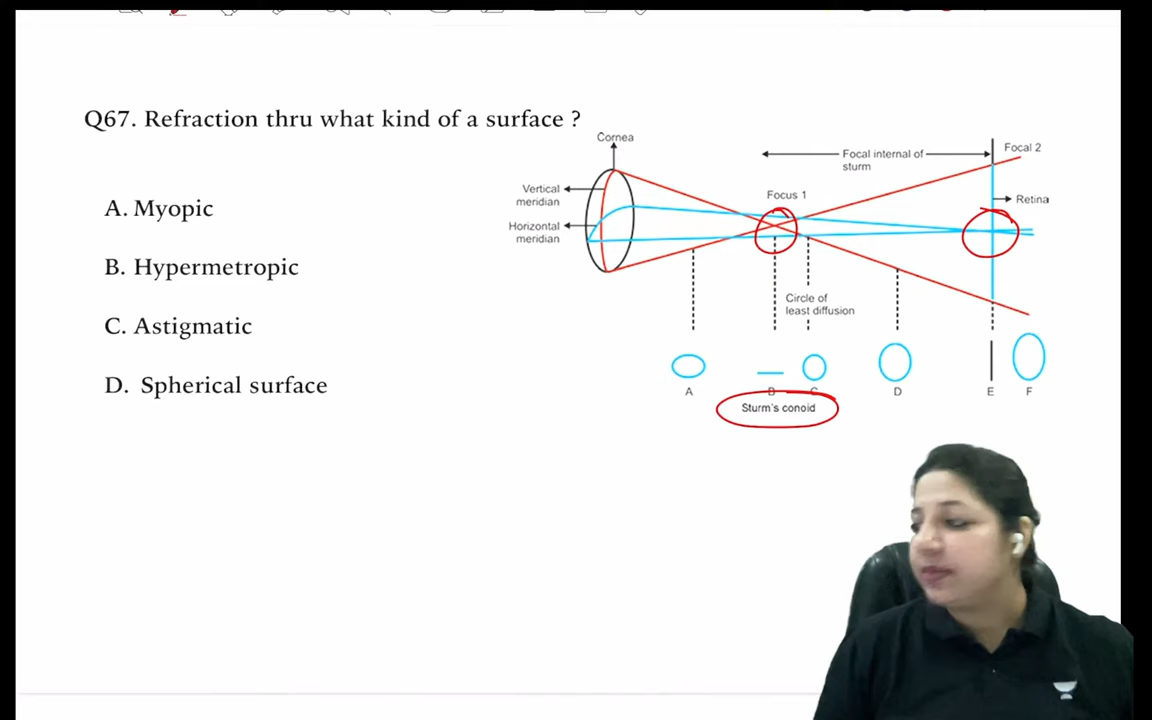 Q67. Refraction thru what kind of a surface ?
A. Myopic
B. Hypermetropic
C. Astigmatic
D. Spherical surface
Cornea
Vertical
meridian
Horizontal
meridian
Focal internal of
sturm
Focal 2
Focus 1
Retina
Circle of
least diffusion
A
B
C
D
E
F
Sturm's conoid